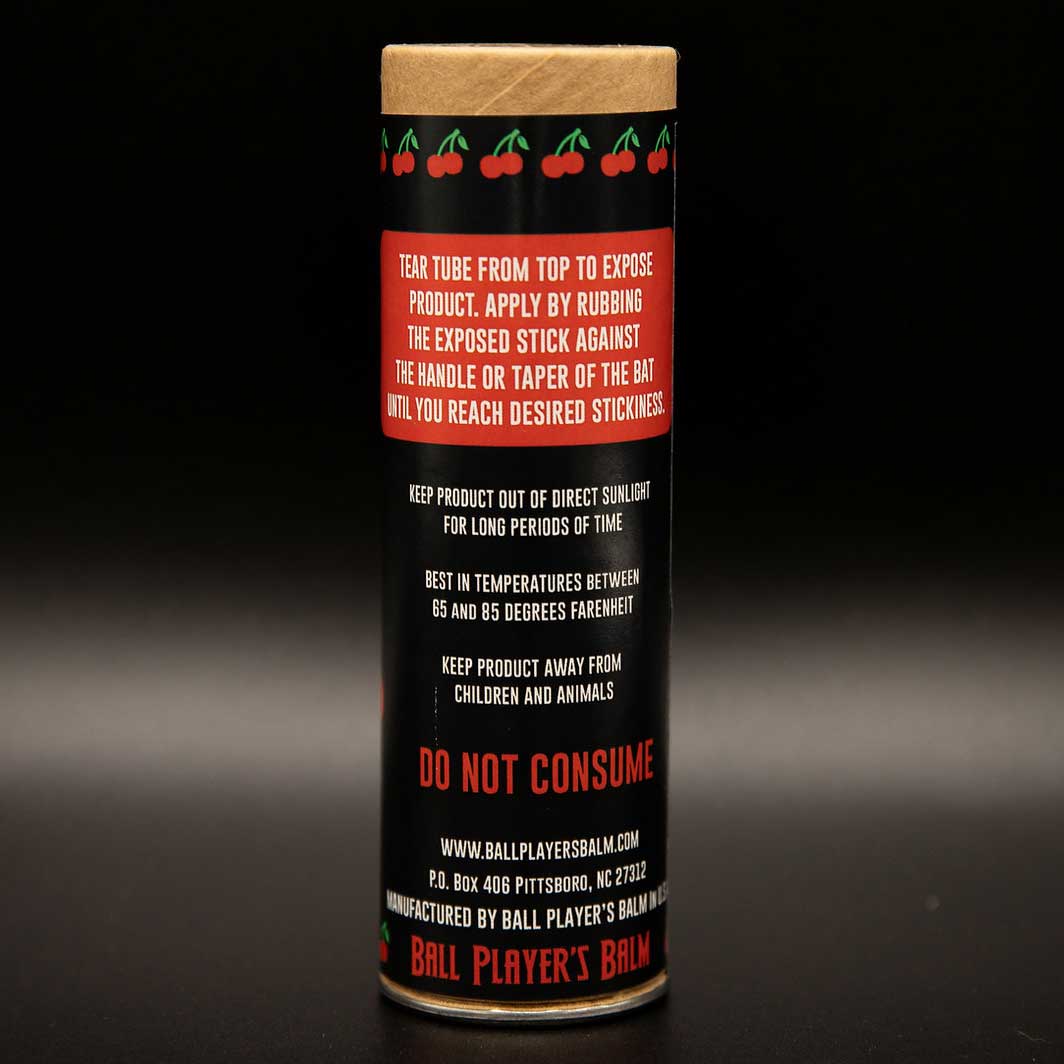 TEAR TUBE FROM TOP TO EXPOSE
PRODUCT. APPLY BY RUBBING
THE EXPOSED STICK AGAINST
THE HANDLE OR TAPER OF THE BAT
UNTIL YOU REACH DESIRED STICKINESS.
KEEP PRODUCT OUT OF DIRECT SUNLIGHT
FOR LONG PERIODS OF TIME
BEST IN TEMPERATURES BETWEEN
65 AND 85 DEGREES FARENHEIT
KEEP PRODUCT AWAY FROM
CHILDREN AND ANIMALS
DO NOT CONSUME
WWW.BALLPLAYERSBALM.COM
P.O. BOX 406 PITTSBORO, NC 27312
MANUFACTURED BY BALL PLAYER'S BALM IN
BALL PLAYER'S BALM